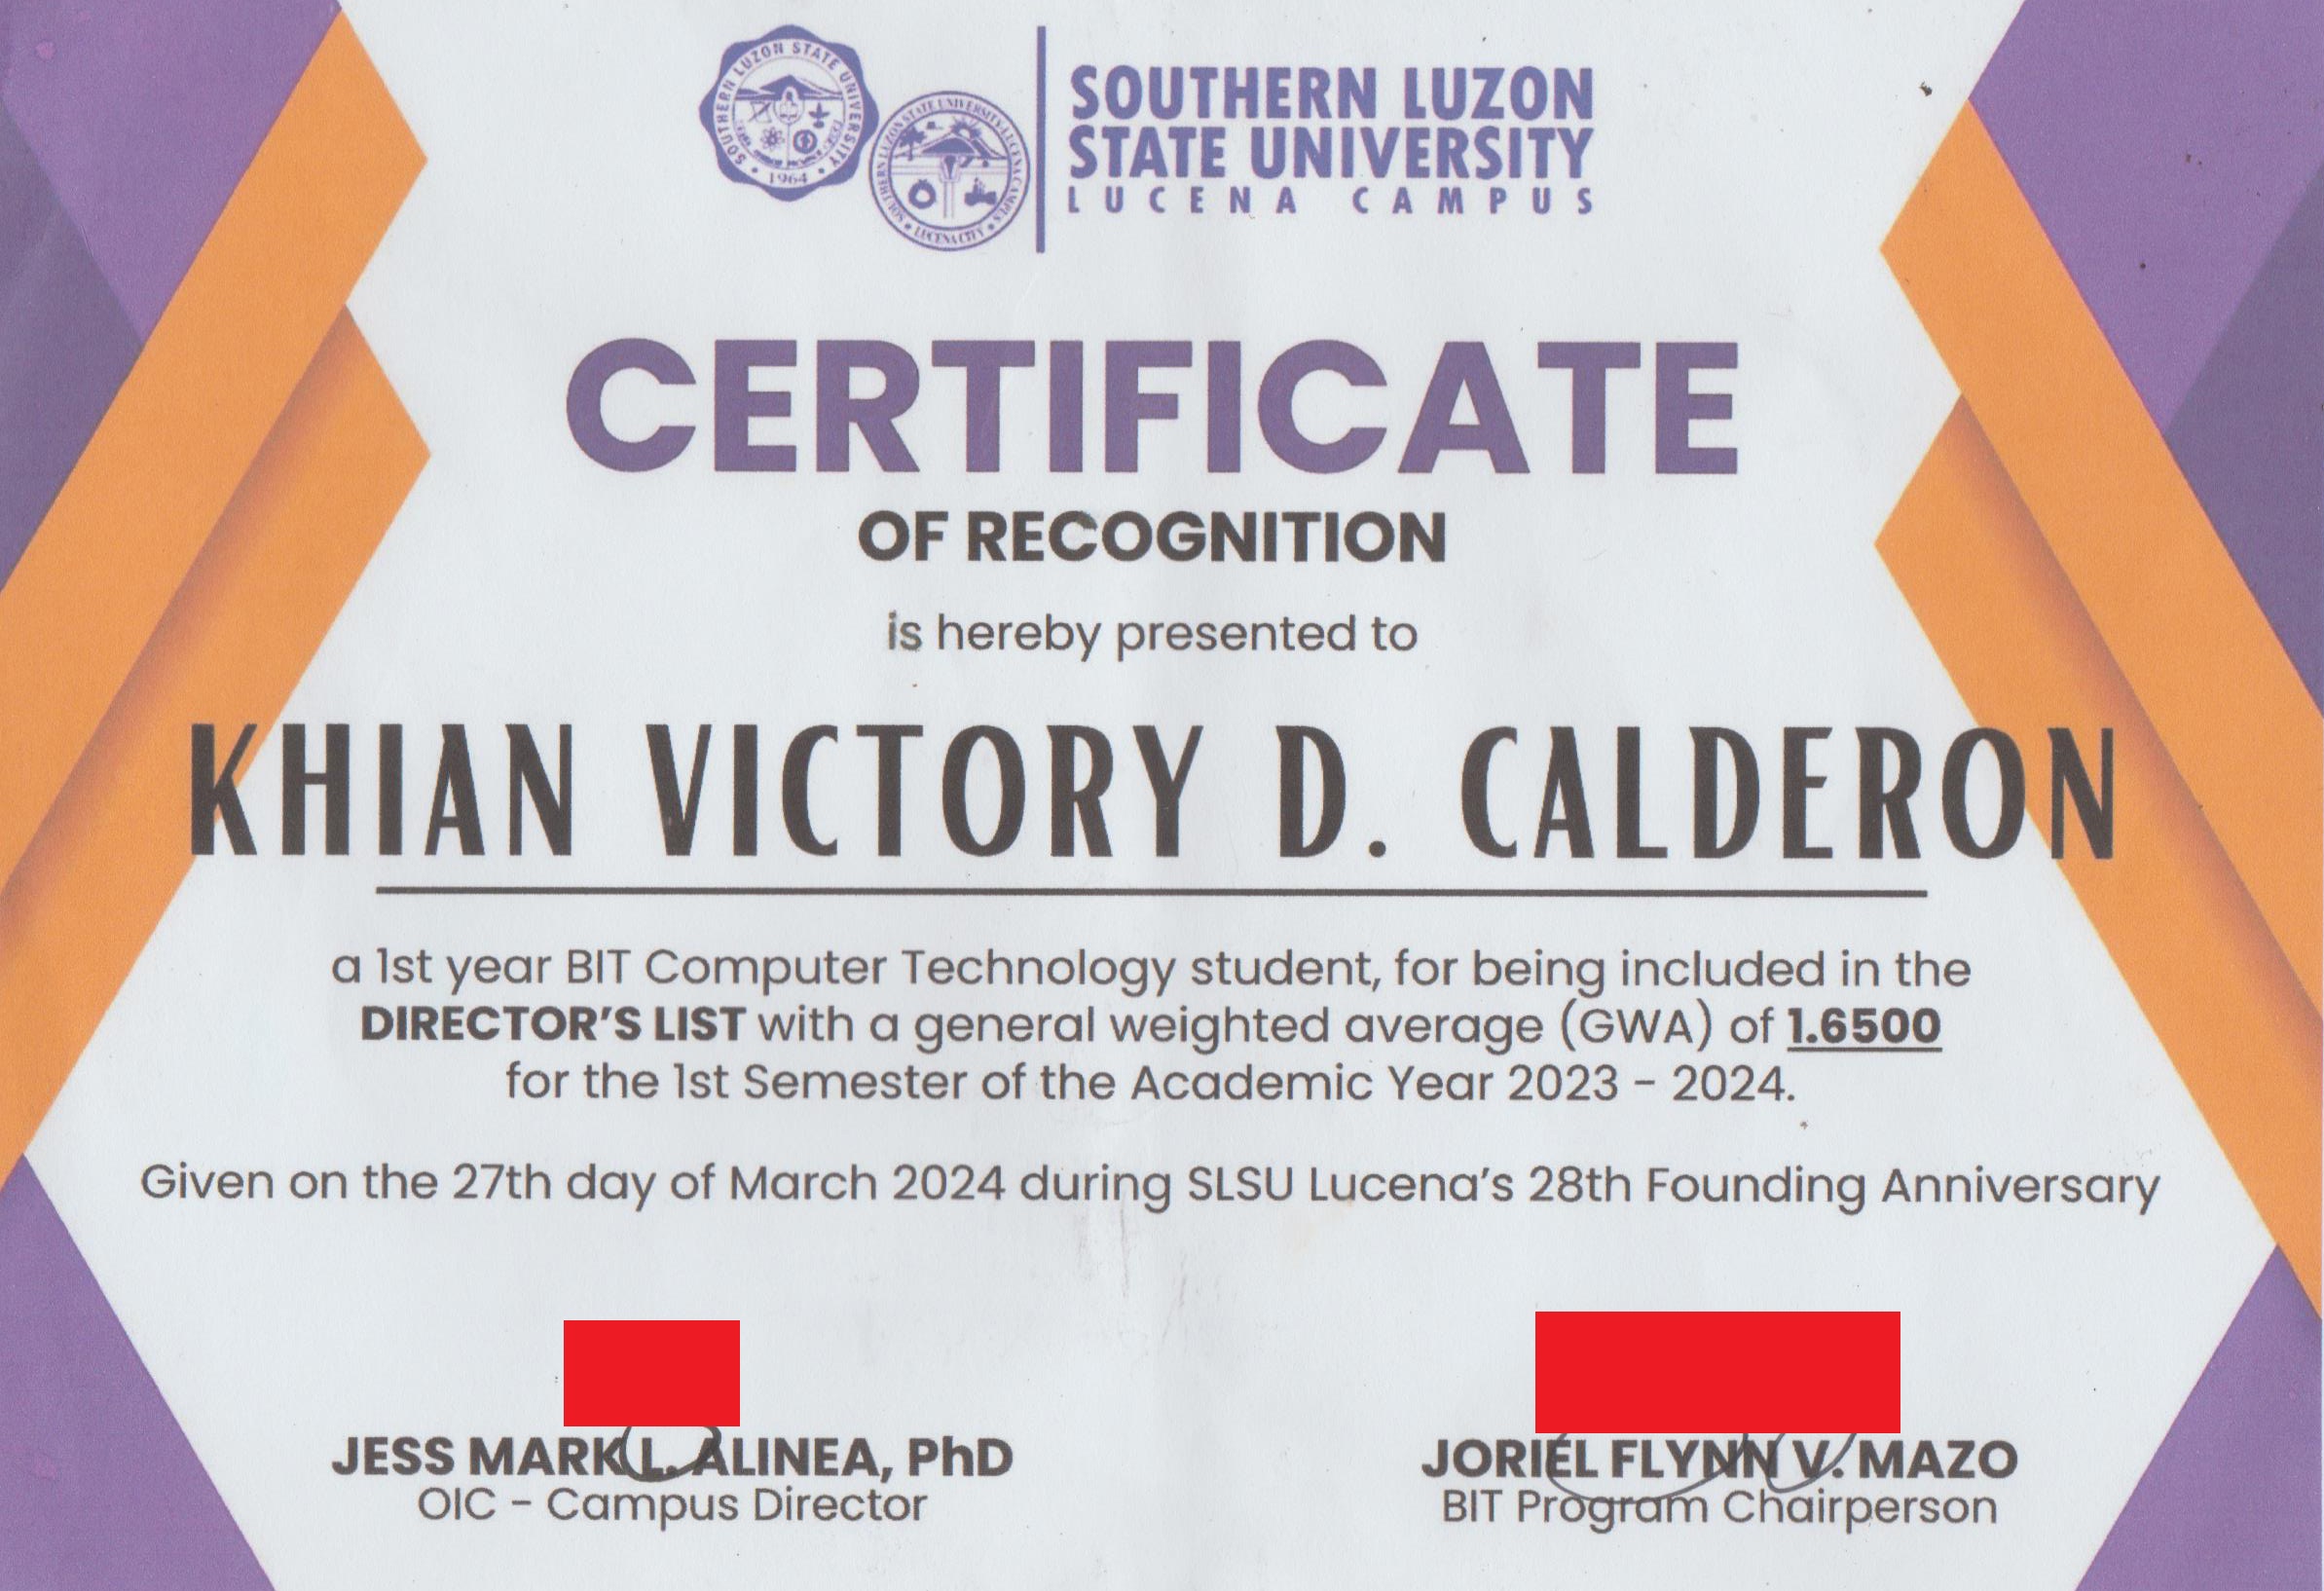 SOUTHERN LUZON STATE UNIVERSITY
1964
SOUTHERN LUZON STATE UNIVERSITY LUCENA CAMPUS
LUCENA CITY
SOUTHERN LUZON
STATE UNIVERSITY
LUCENA CAMPUS
CERTIFICATE
OF RECOGNITION
is hereby presented to
KHIAN VICTORY D. CALDERON
a 1st year BIT Computer Technology student, for being included in the
DIRECTOR'S LIST with a general weighted average (GWA) of 1.6500
for the 1st Semester of the Academic Year 2023 - 2024.
Given on the 27th day of March 2024 during SLSU Lucena's 28th Founding Anniversary
JESS MARK L. ALINEA, PhD
OIC - Campus Director
JORIEL FLYNN V. MAZO
BIT Program Chairperson